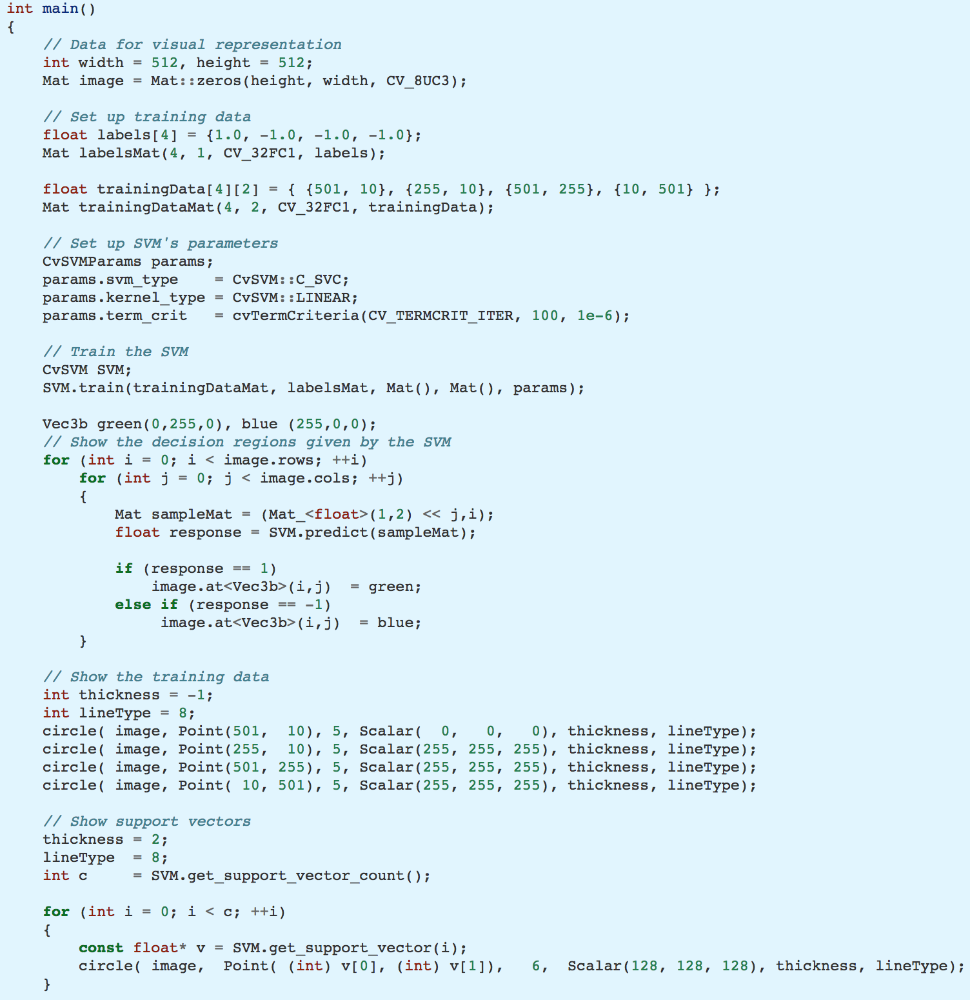 int main()
{
    // Data for visual representation
    int width = 512, height = 512;
    Mat image = Mat::zeros(height, width, CV_8UC3);

    // Set up training data
    float labels[4] = {1.0, -1.0, -1.0, -1.0};
    Mat labelsMat(4, 1, CV_32FC1, labels);

    float trainingData[4][2] = { {501, 10}, {255, 10}, {501, 255}, {10, 501} };
    Mat trainingDataMat(4, 2, CV_32FC1, trainingData);

    // Set up SVM's parameters
    CvSVMParams params;
    params.svm_type    = CvSVM::C_SVC;
    params.kernel_type = CvSVM::LINEAR;
    params.term_crit   = cvTermCriteria(CV_TERMCRIT_ITER, 100, 1e-6);

    // Train the SVM
    CvSVM SVM;
    SVM.train(trainingDataMat, labelsMat, Mat(), Mat(), params);

    Vec3b green(0,255,0), blue (255,0,0);
    // Show the decision regions given by the SVM
    for (int i = 0; i < image.rows; ++i)
        for (int j = 0; j < image.cols; ++j)
        {
            Mat sampleMat = (Mat_<float>(1,2) << j,i);
            float response = SVM.predict(sampleMat);

            if (response == 1)
                image.at<Vec3b>(i,j)  = green;
            else if (response == -1)
                 image.at<Vec3b>(i,j)  = blue;
        }

    // Show the training data
    int thickness = -1;
    int lineType = 8;
    circle( image, Point(501,  10), 5, Scalar(  0,   0,   0), thickness, lineType);
    circle( image, Point(255,  10), 5, Scalar(255, 255, 255), thickness, lineType);
    circle( image, Point(501, 255), 5, Scalar(255, 255, 255), thickness, lineType);
    circle( image, Point( 10, 501), 5, Scalar(255, 255, 255), thickness, lineType);

    // Show support vectors
    thickness = 2;
    lineType  = 8;
    int c     = SVM.get_support_vector_count();

    for (int i = 0; i < c; ++i)
    {
        const float* v = SVM.get_support_vector(i);
        circle( image,  Point( (int) v[0], (int) v[1]),   6,  Scalar(128, 128, 128), thickness, lineType);
    }